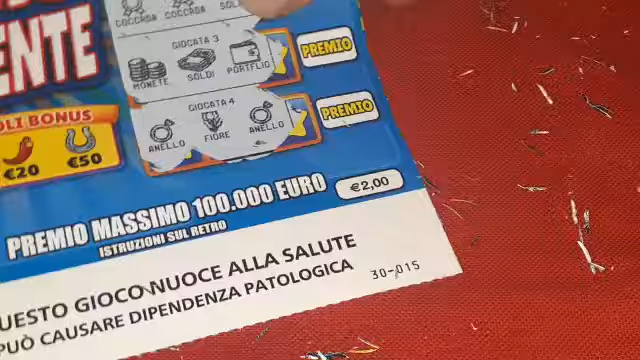 COCCARDA COCCARDA
ENTE
GIOCATA 3
MONETE SOLDI PORTFLIO
PREMIO
GIOCATA 4
ANELLO FIORE ANELLO
PREMIO
OLI BONUS
€20 €50
PREMIO MASSIMO 100.000 EURO
€2,00
ISTRUZIONI SUL RETRO
UESTO GIOCO NUOCE ALLA SALUTE
PUÒ CAUSARE DIPENDENZA PATOLOGICA
30-015